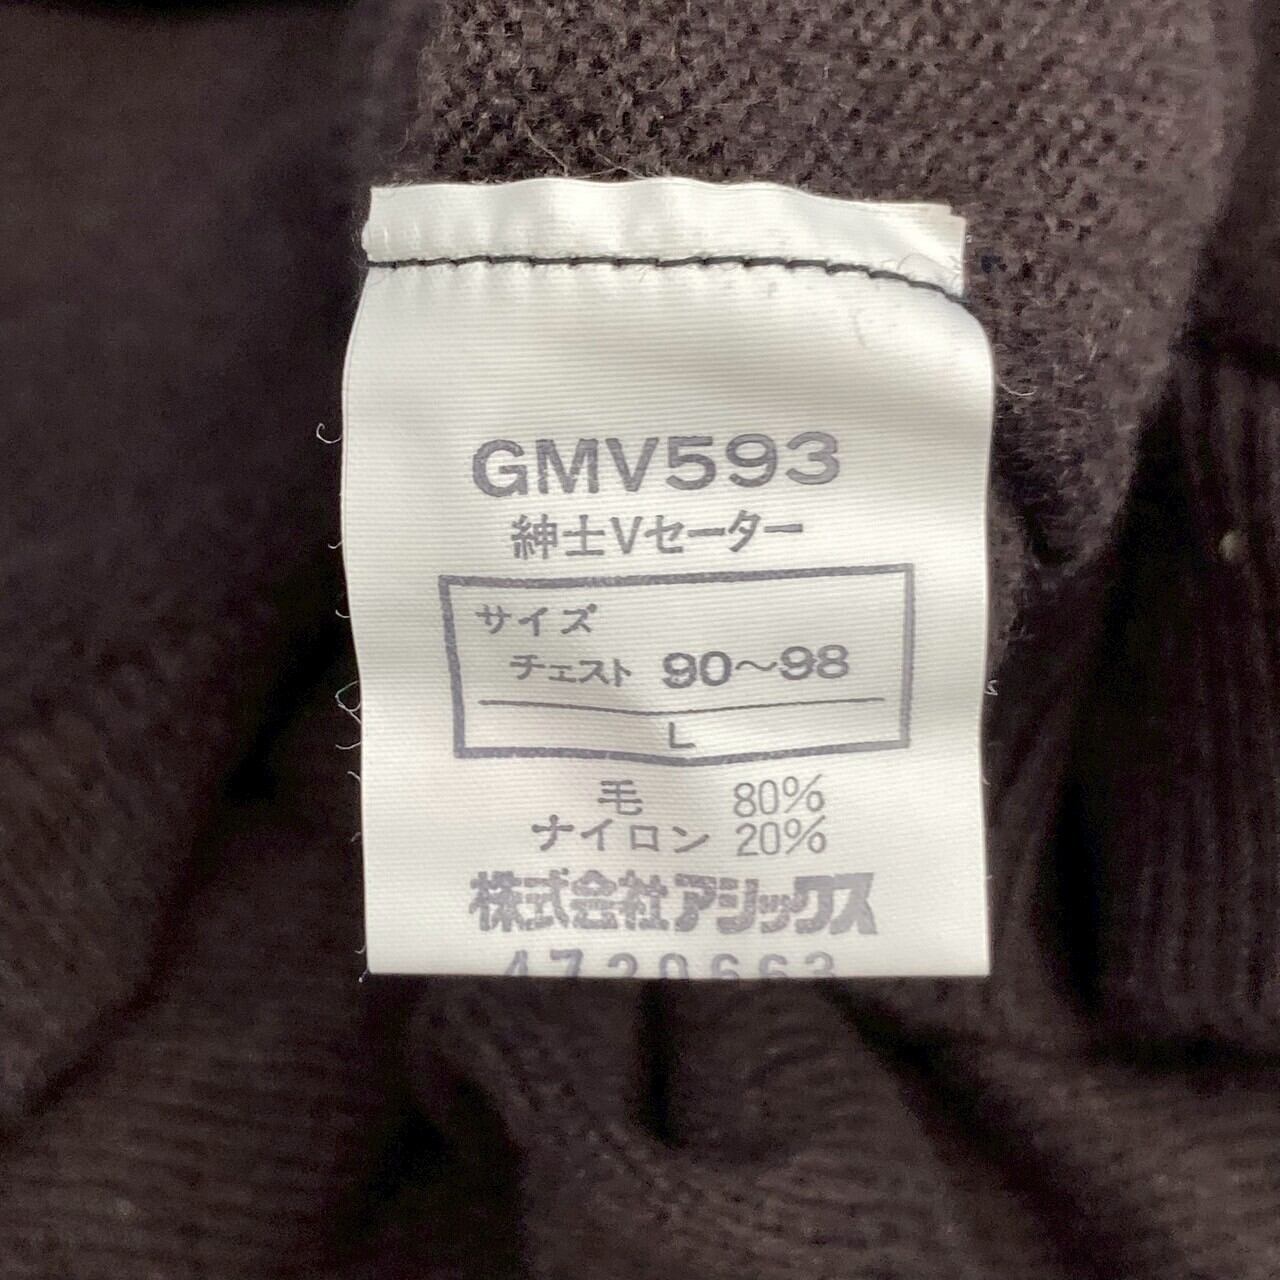 GMV593
紳士Vセーター
サイズ
チェスト 90〜98
L
毛 80%
ナイロン 20%
株式会社アシックス
4720663